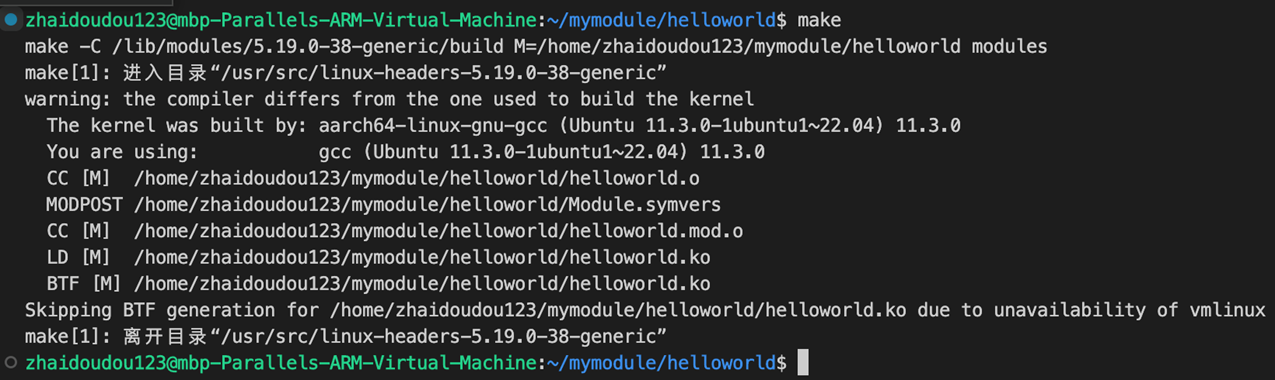 zhaidoudou123@mbp-Parallels-ARM-Virtual-Machine:~/mymodule/helloworld$ make
make -C /lib/modules/5.19.0-38-generic/build M=/home/zhaidoudou123/mymodule/helloworld modules
make[1]: 进入目录“/usr/src/linux-headers-5.19.0-38-generic”
warning: the compiler differs from the one used to build the kernel
  The kernel was built by: aarch64-linux-gnu-gcc (Ubuntu 11.3.0-1ubuntu1~22.04) 11.3.0
  You are using:           gcc (Ubuntu 11.3.0-1ubuntu1~22.04) 11.3.0
  CC [M]  /home/zhaidoudou123/mymodule/helloworld/helloworld.o
  MODPOST /home/zhaidoudou123/mymodule/helloworld/Module.symvers
  CC [M]  /home/zhaidoudou123/mymodule/helloworld/helloworld.mod.o
  LD [M]  /home/zhaidoudou123/mymodule/helloworld/helloworld.ko
  BTF [M] /home/zhaidoudou123/mymodule/helloworld/helloworld.ko
Skipping BTF generation for /home/zhaidoudou123/mymodule/helloworld/helloworld.ko due to unavailability of vmlinux
make[1]: 离开目录“/usr/src/linux-headers-5.19.0-38-generic”
zhaidoudou123@mbp-Parallels-ARM-Virtual-Machine:~/mymodule/helloworld$